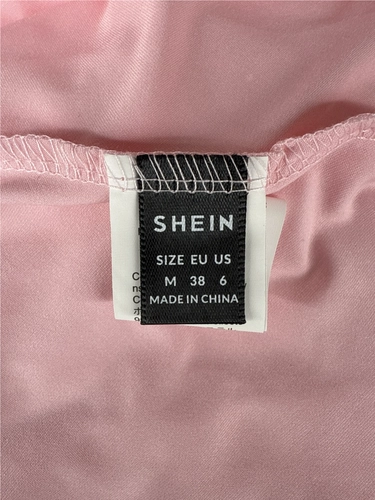 SHEIN
SIZE EU US
M 38 6
MADE IN CHINA